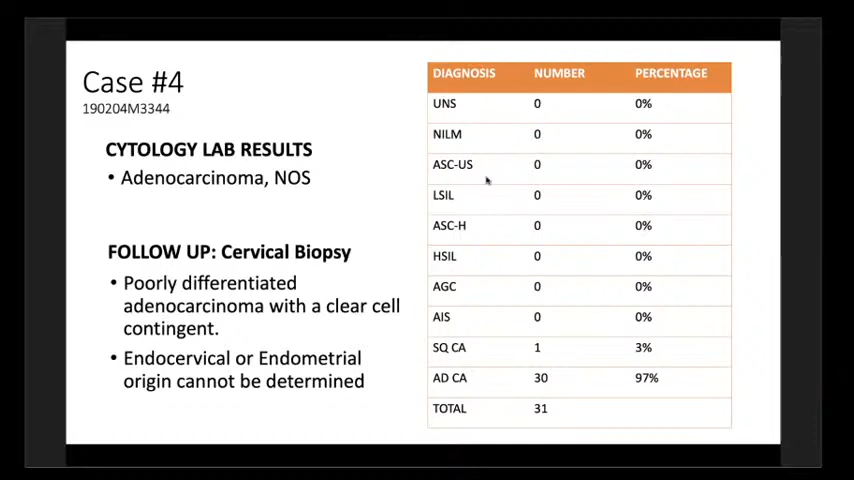 Case #4
190204M3344
CYTOLOGY LAB RESULTS
• Adenocarcinoma, NOS
FOLLOW UP: Cervical Biopsy
• Poorly differentiated
adenocarcinoma with a clear cell
contingent.
• Endocervical or Endometrial
origin cannot be determined
DIAGNOSIS NUMBER PERCENTAGE
UNS 0 0%
NILM 0 0%
ASC-US 0 0%
LSIL 0 0%
ASC-H 0 0%
HSIL 0 0%
AGC 0 0%
AIS 0 0%
SQ CA 1 3%
AD CA 30 97%
TOTAL 31